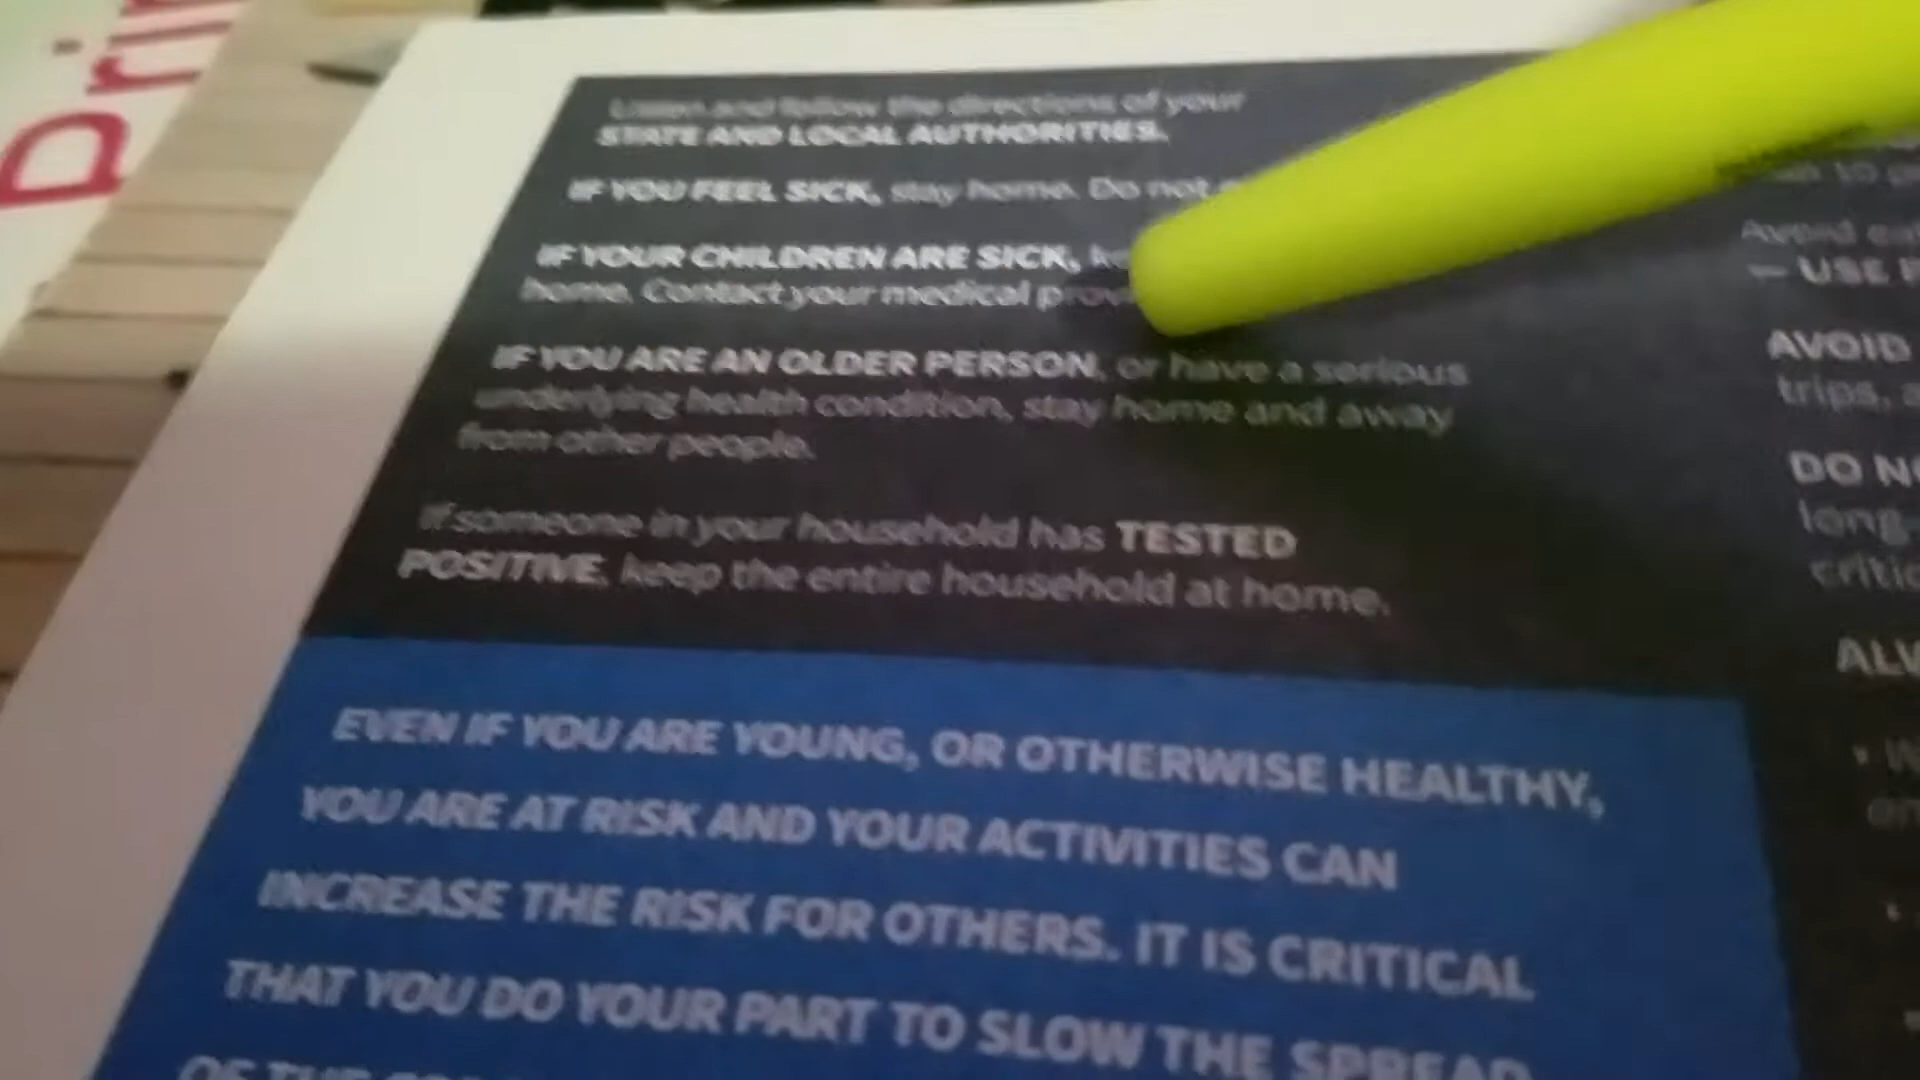 Listen and follow the directions of your
STATE AND LOCAL AUTHORITIES.
IF YOU FEEL SICK, stay home. Do not
IF YOUR CHILDREN ARE SICK,
home. Contact your medical
IF YOU ARE AN OLDER PERSON, or have a serious
underlying health condition, stay home and away
from other people.
If someone in your household has TESTED
POSITIVE, keep the entire household at home.
EVEN IF YOU ARE YOUNG, OR OTHERWISE HEALTHY,
YOU ARE AT RISK AND YOUR ACTIVITIES CAN
INCREASE THE RISK FOR OTHERS. IT IS CRITICAL
THAT YOU DO YOUR PART TO SLOW THE SPREAD
OF THE
Avoid
— USE
AVOID
trips,
DO